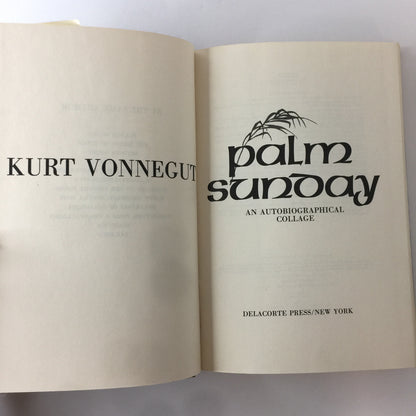 KURT VONNEGUT
palm
sunday
AN AUTOBIOGRAPHICAL
COLLAGE
DELACORTE PRESS/NEW YORK